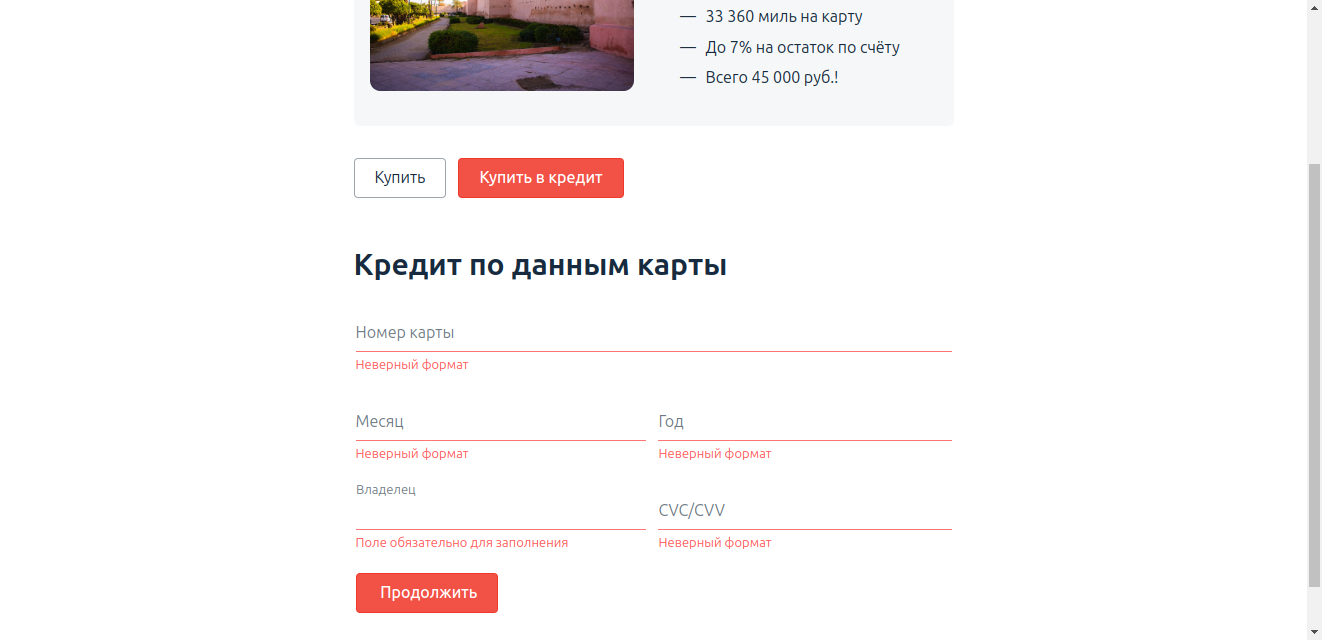 — 33 360 миль на карту
— До 7% на остаток по счёту
— Всего 45 000 руб.!
Купить Купить в кредит
Кредит по данным карты
Номер карты
Неверный формат
Месяц Год
Неверный формат Неверный формат
Владелец
CVC/CVV
Поле обязательно для заполнения Неверный формат
Продолжить